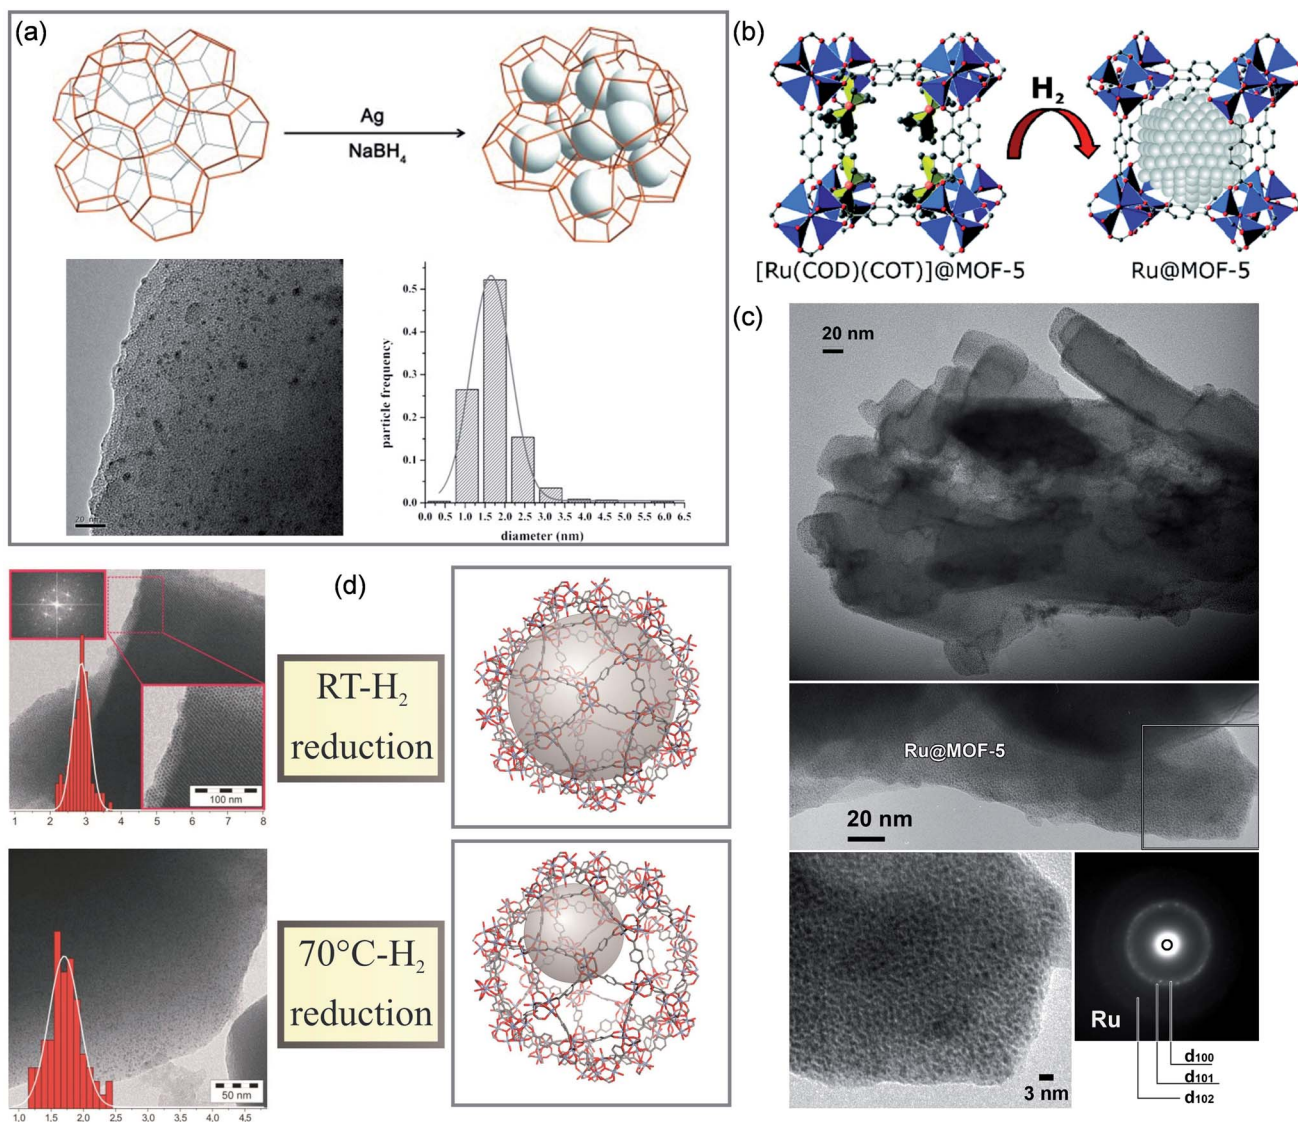 (a)
Ag
NaBH4
20 nm
particle frequency
0.5
0.4
0.3
0.2
0.1
0.0
0.0 0.5 1.0 1.5 2.0 2.5 3.0 3.5 4.0 4.5 5.0 5.5 6.0 6.5
diameter (nm)
(b)
H2
[Ru(COD)(COT)]@MOF-5
Ru@MOF-5
(c)
20 nm
Ru@MOF-5
20 nm
3 nm
Ru
d100
d101
d102
(d)
100 nm
1 2 3 4 5 6 7 8
RT-H2
reduction
50 nm
1,0 1,5 2,0 2,5 3,0 3,5 4,0 4,5
70°C-H2
reduction